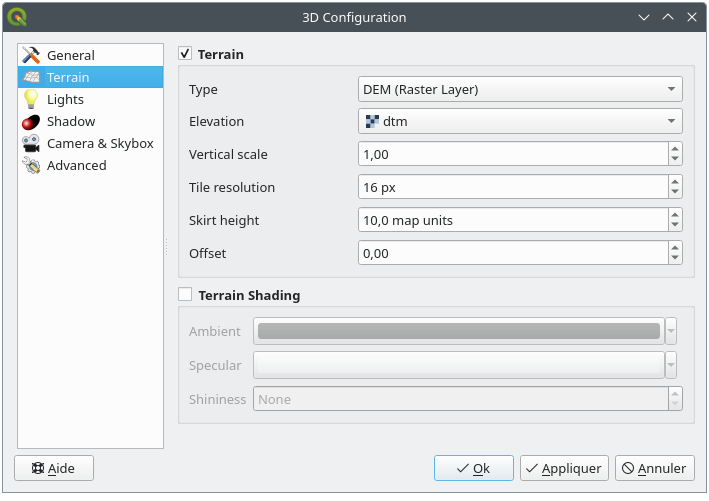 3D Configuration
General
Terrain
Lights
Shadow
Camera & Skybox
Advanced
Terrain
Type DEM (Raster Layer)
Elevation dtm
Vertical scale 1,00
Tile resolution 16 px
Skirt height 10,0 map units
Offset 0,00
Terrain Shading
Ambient
Specular
Shininess None
Aide Ok Appliquer Annuler